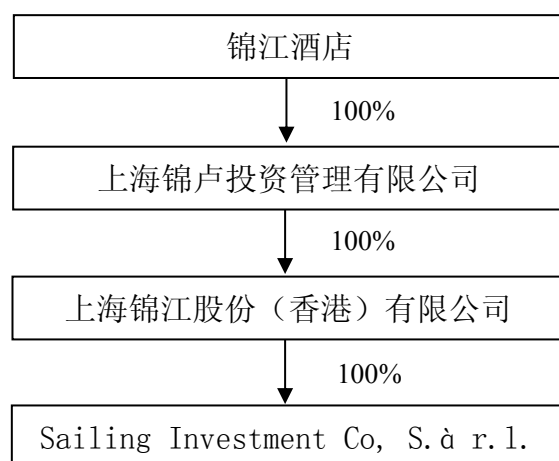 锦江酒店
100%
上海锦卢投资管理有限公司
100%
上海锦江股份（香港）有限公司
100%
Sailing Investment Co, S.à r.l.